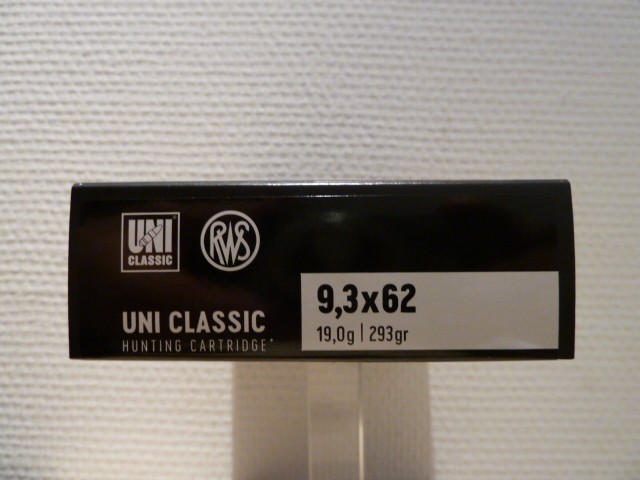 UNI
CLASSIC
RWS
UNI CLASSIC
HUNTING CARTRIDGE*
9,3x62
19,0g | 293gr